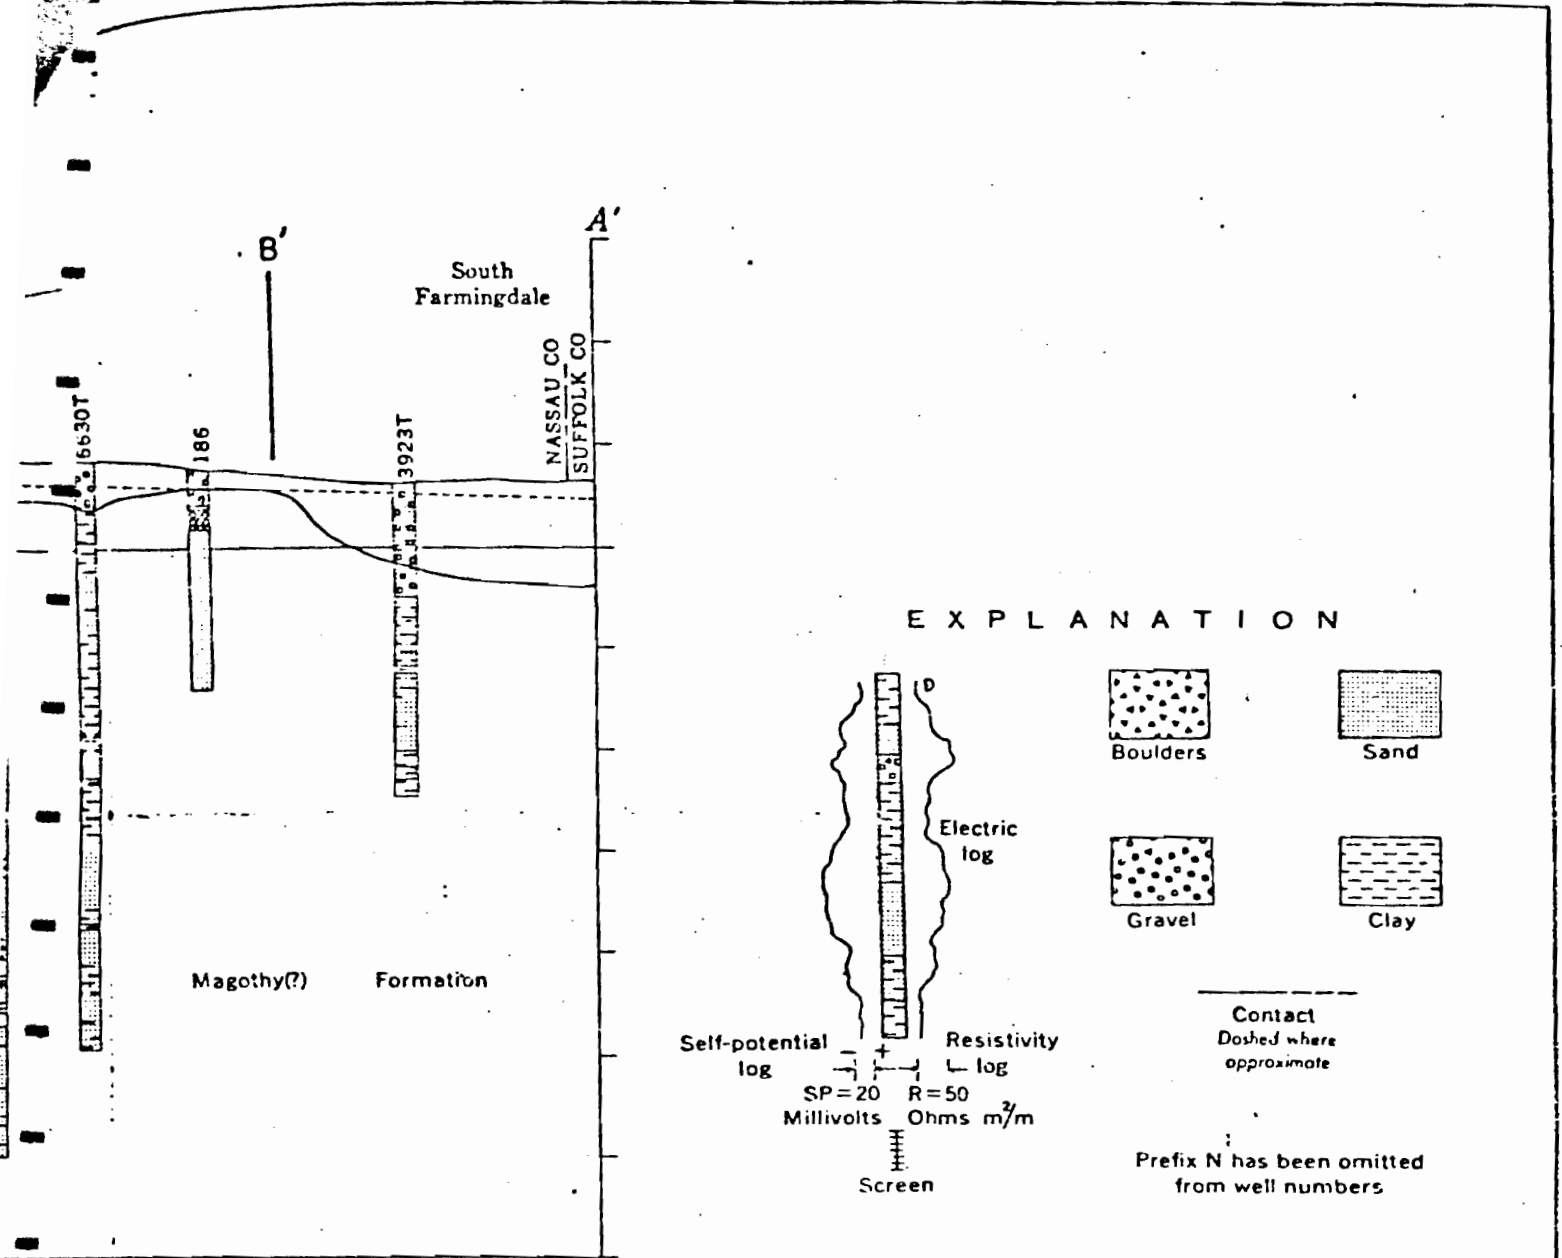 A'
B'
South
Farmingdale
NASSAU CO
SUFFOLK CO
6630T
186
3923T
Magothy(?) Formation
EXPLANATION
D
Boulders
Sand
Electric
log
Gravel
Clay
Self-potential
log
Resistivity
log
SP=20
Millivolts
R=50
Ohms m²/m
Screen
Contact
Dashed where
approximate
Prefix N has been omitted
from well numbers